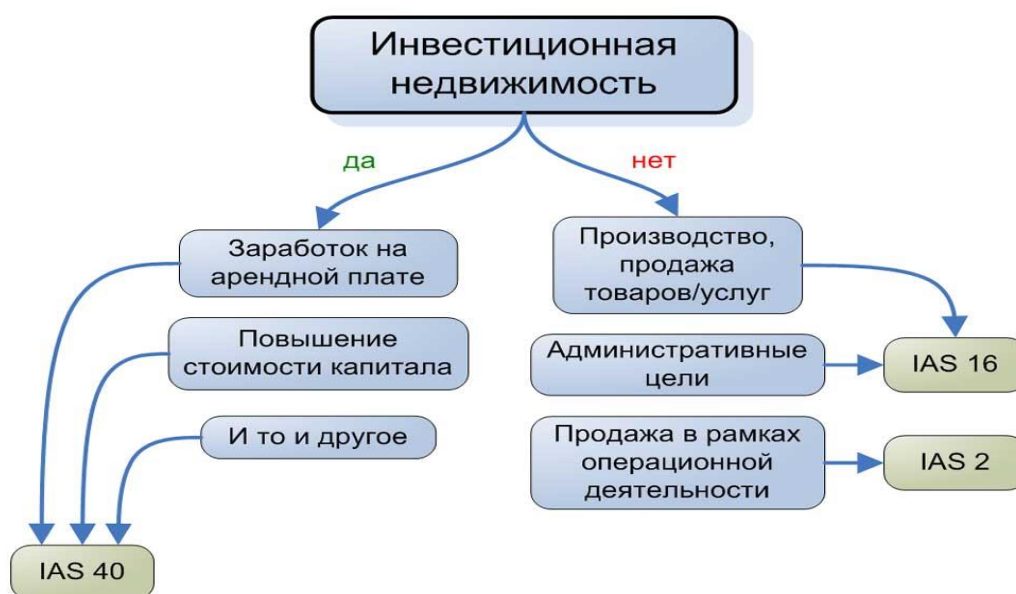 Инвестиционная
недвижимость
да
нет
Заработок на
арендной плате
Повышение
стоимости капитала
И то и другое
IAS 40
Производство,
продажа
товаров/услуг
Административные
цели
IAS 16
Продажа в рамках
операционной
деятельности
IAS 2